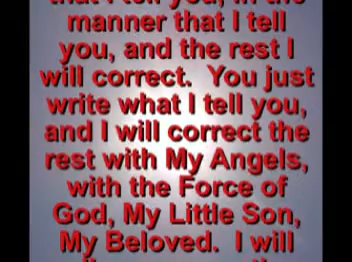 that I tell you, in the
manner that I tell
you, and the rest I
will correct. You just
write what I tell you,
and I will correct the
rest with My Angels,
with the Force of
God, My Little Son,
My Beloved. I will